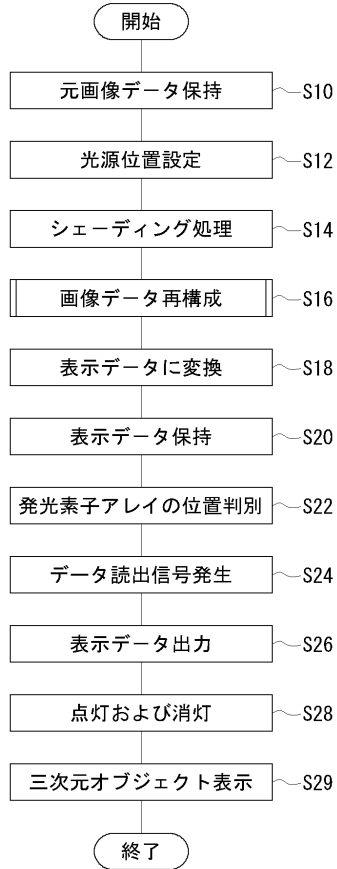 開始
元画像データ保持 S10
光源位置設定 S12
シェーディング処理 S14
画像データ再構成 S16
表示データに変換 S18
表示データ保持 S20
発光素子アレイの位置判別 S22
データ読出信号発生 S24
表示データ出力 S26
点灯および消灯 S28
三次元オブジェクト表示 S29
終了